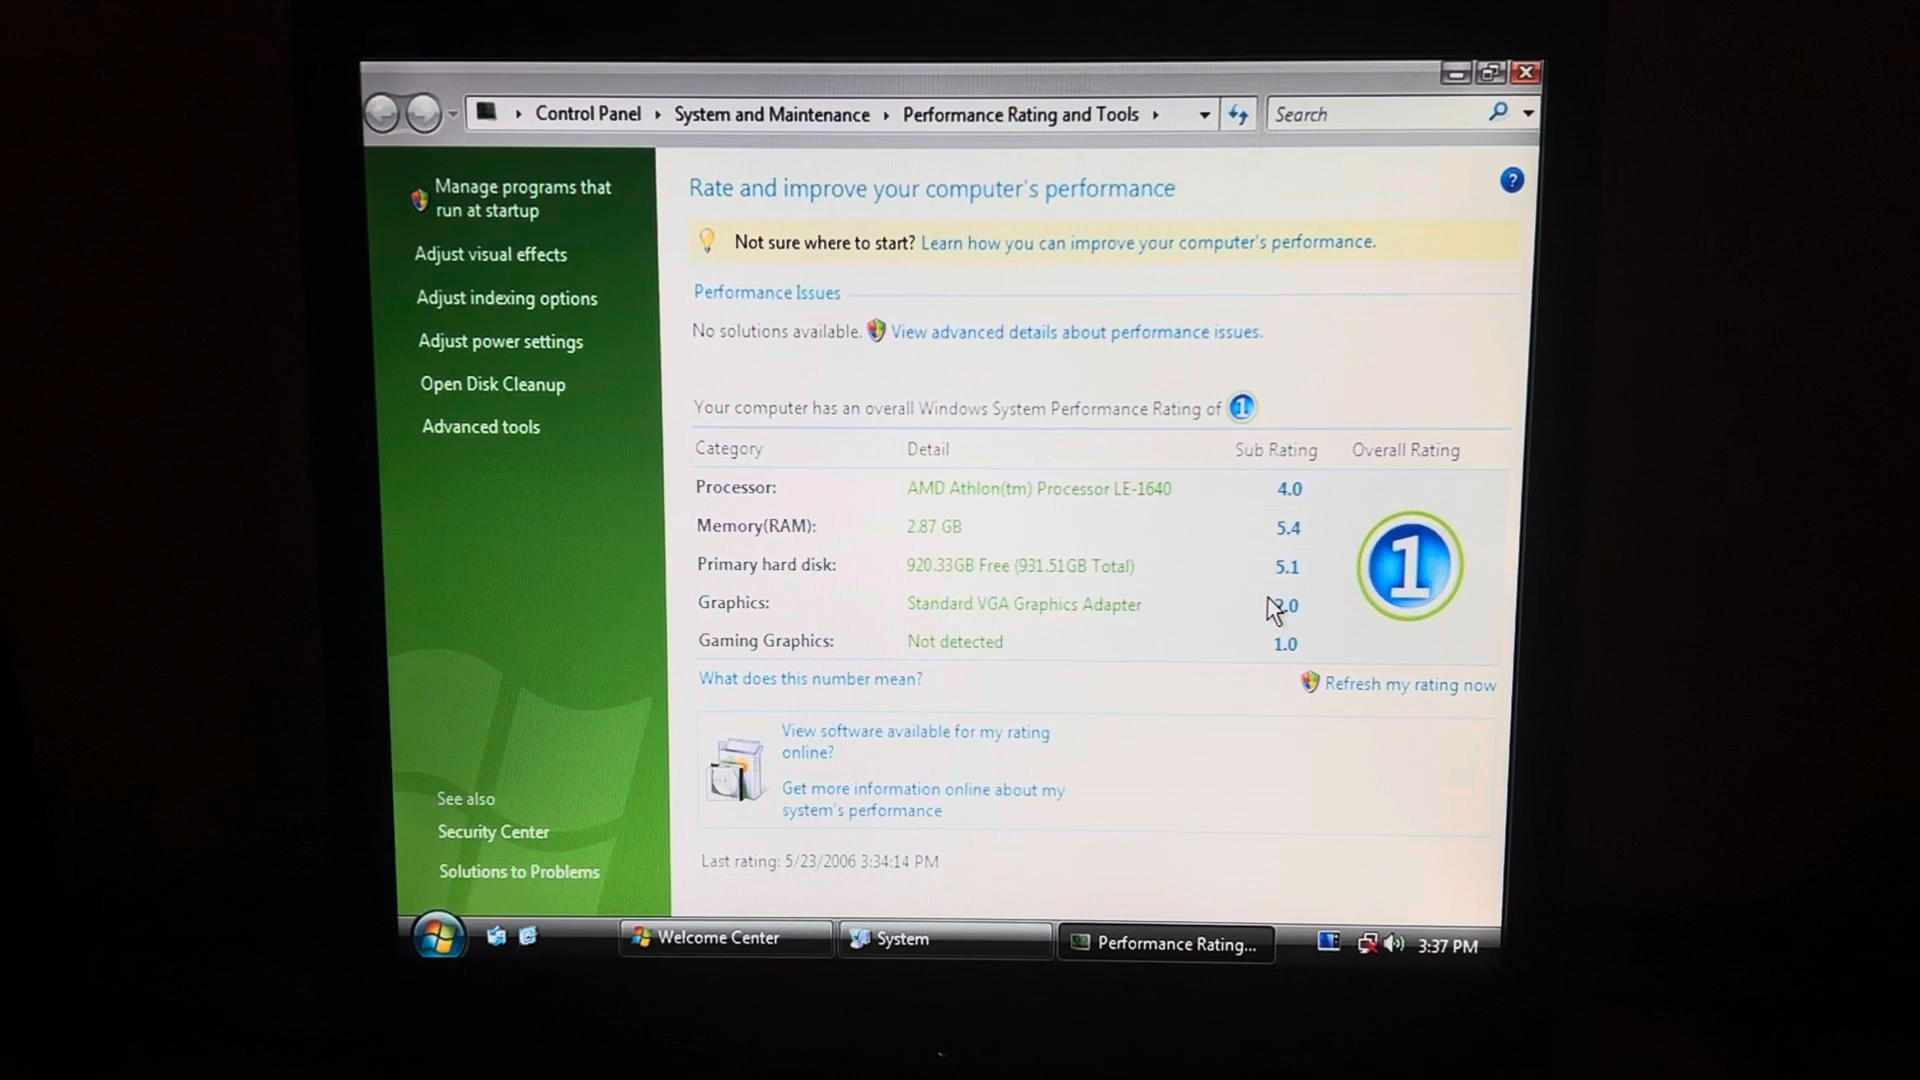 Control Panel
System and Maintenance
Performance Rating and Tools
Search
Manage programs that
run at startup
Adjust visual effects
Adjust indexing options
Adjust power settings
Open Disk Cleanup
Advanced tools
See also
Security Center
Solutions to Problems
Rate and improve your computer's performance
?
Not sure where to start? Learn how you can improve your computer's performance.
Performance Issues
No solutions available. View advanced details about performance issues.
Your computer has an overall Windows System Performance Rating of 1
Category Detail Sub Rating Overall Rating
Processor: AMD Athlon(tm) Processor LE-1640 4.0
Memory(RAM): 2.87 GB 5.4
Primary hard disk: 920.33GB Free (931.51GB Total) 5.1
1
Graphics: Standard VGA Graphics Adapter
Gaming Graphics: Not detected 1.0
What does this number mean?
Refresh my rating now
View software available for my rating
online?
Get more information online about my
system's performance
Last rating: 5/23/2006 3:34:14 PM
Welcome Center
System
Performance Rating...
3:37 PM